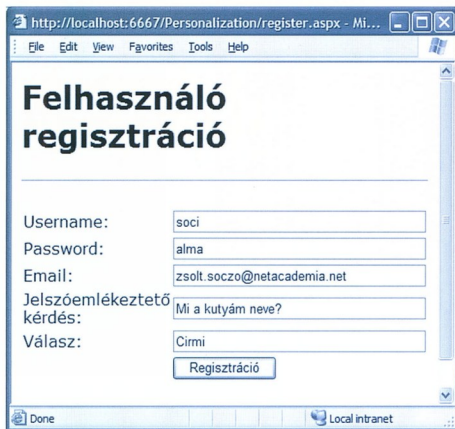 http://localhost:6667/Personalization/register.aspx - Mi...
File Edit View Favorites Tools Help
Felhasználó
regisztráció
Username: soci
Password: alma
Email: zsolt.soczo@netacademia.net
Jelszóemlékeztető
kérdés: Mi a kutyám neve?
Válasz: Cirmi
Regisztráció
Done Local intranet